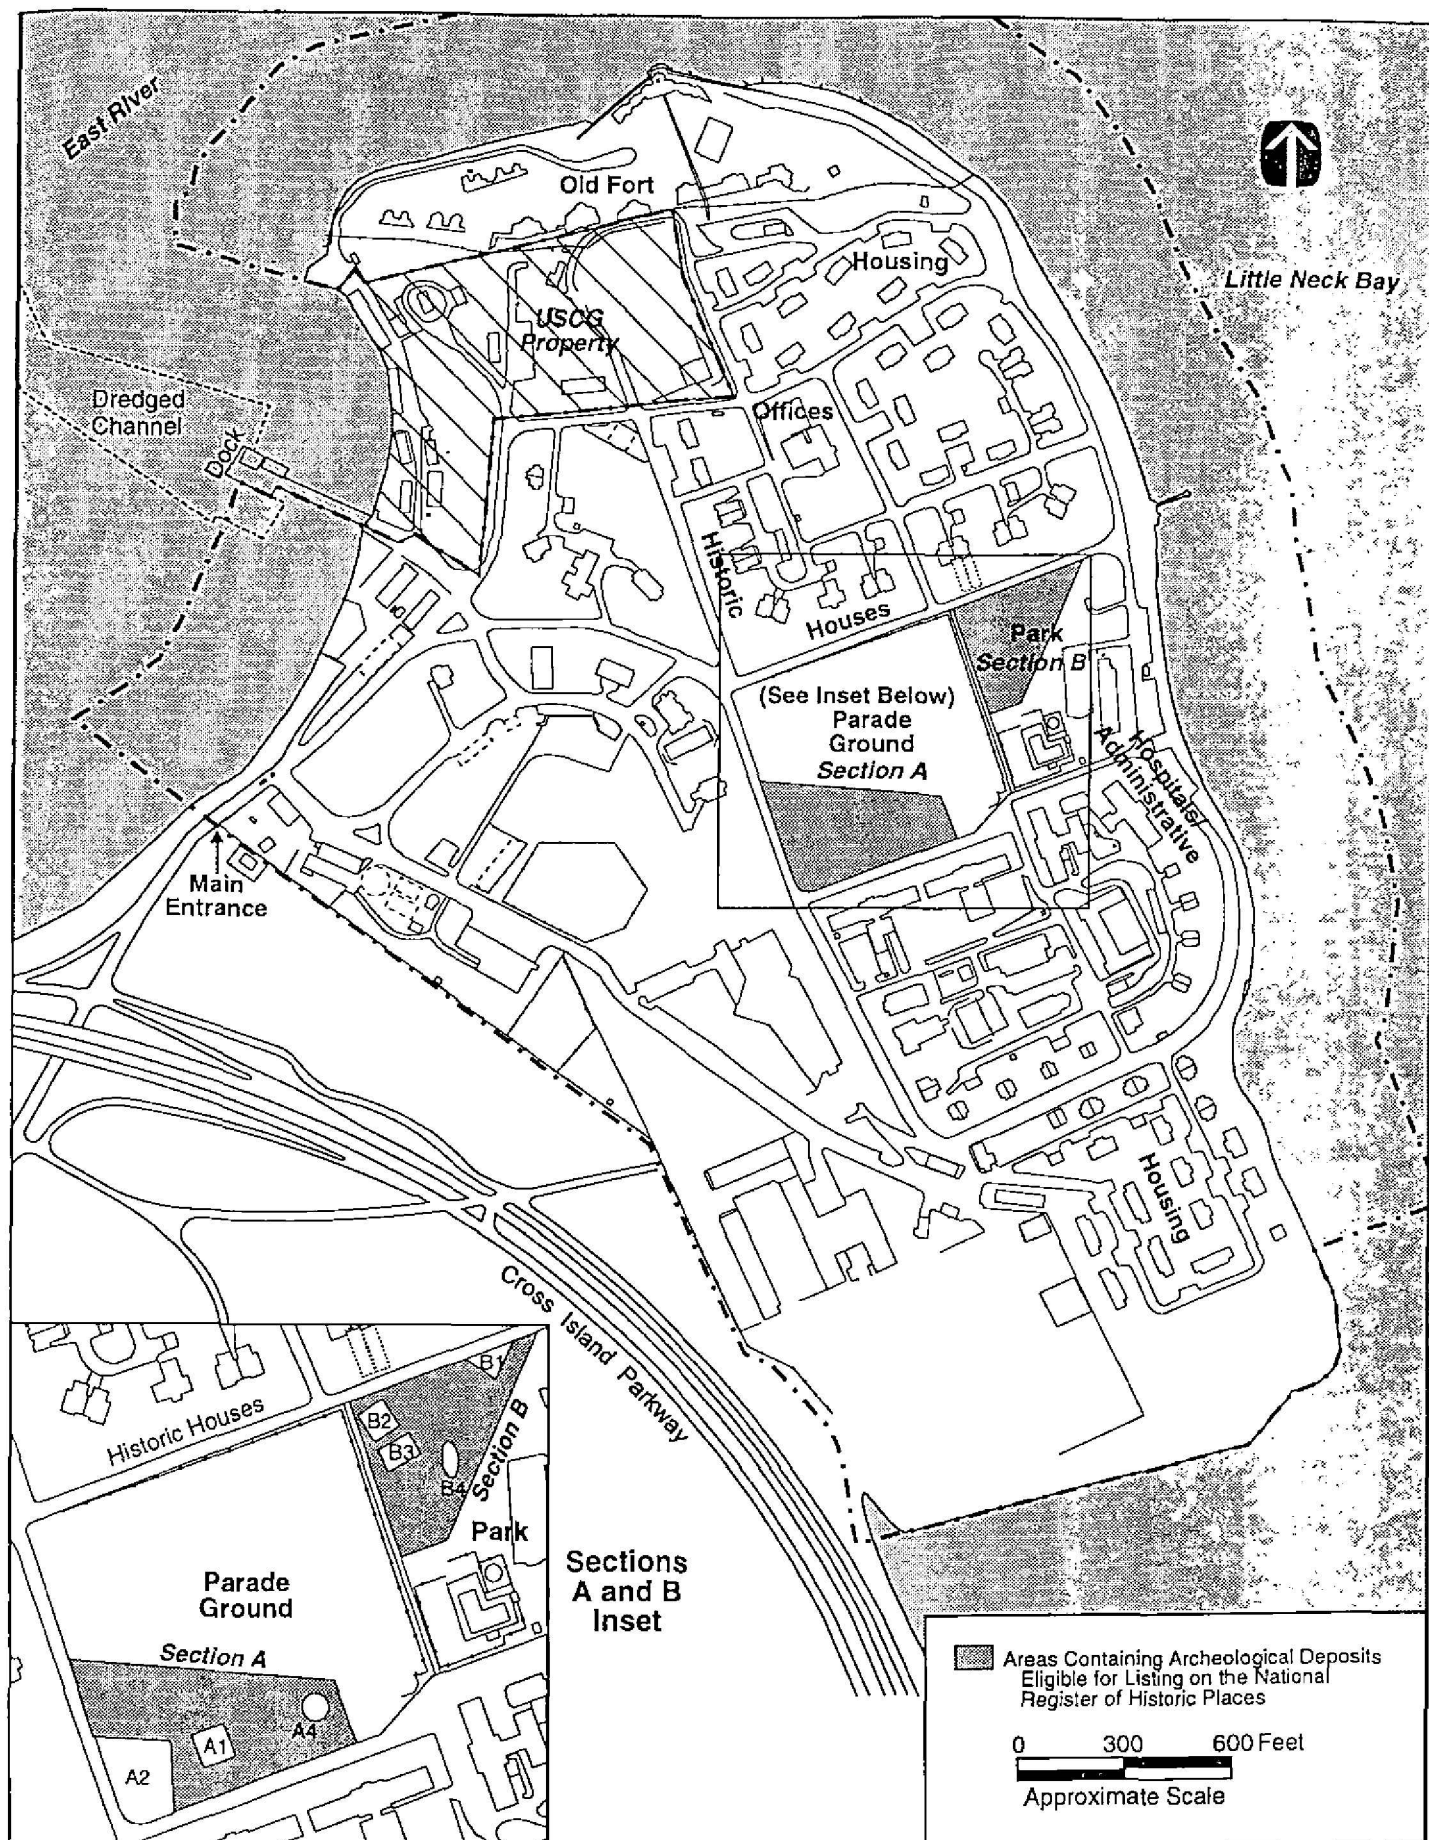 East River
Old Fort
Housing
Little Neck Bay
USCG
Property
Dredged
Channel
Dock
Offices
Historic
Houses
Park
Section B
(See Inset Below)
Parade
Ground
Section A
Hospitals/
Administrative
Main
Entrance
Housing
Cross Island Parkway
B1
B2
B3
B4
Section B
Historic Houses
Park
Parade
Ground
Section A
A4
A1
A2
Sections
A and B
Inset
Areas Containing Archeological Deposits
Eligible for Listing on the National
Register of Historic Places
0 300 600 Feet
Approximate Scale